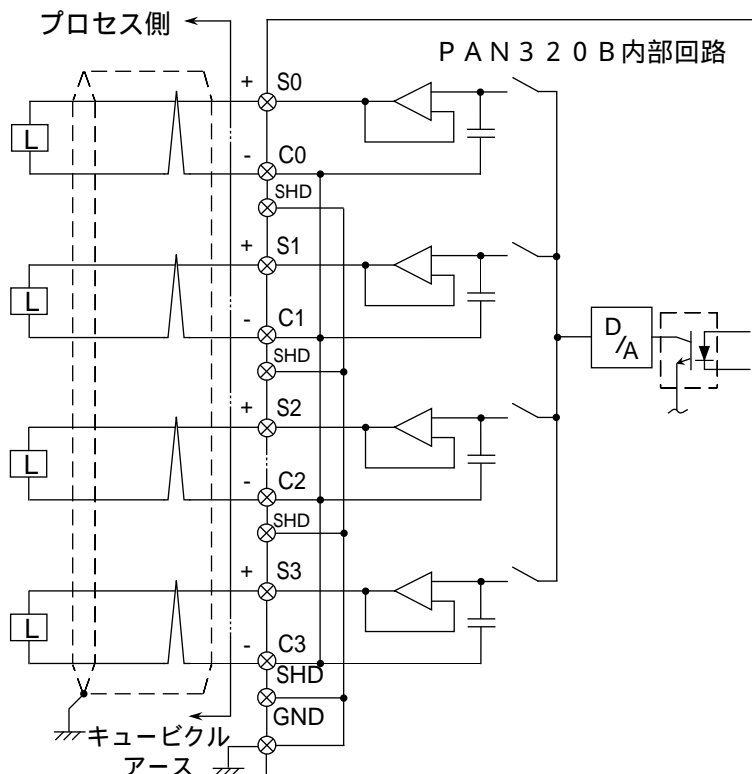 プロセス側
PAN320B内部回路
+ S0
L
- C0
SHD
+ S1
L
- C1
SHD
D/A
+ S2
L
- C2
SHD
+ S3
L
- C3
SHD
GND
キュービクル
アース